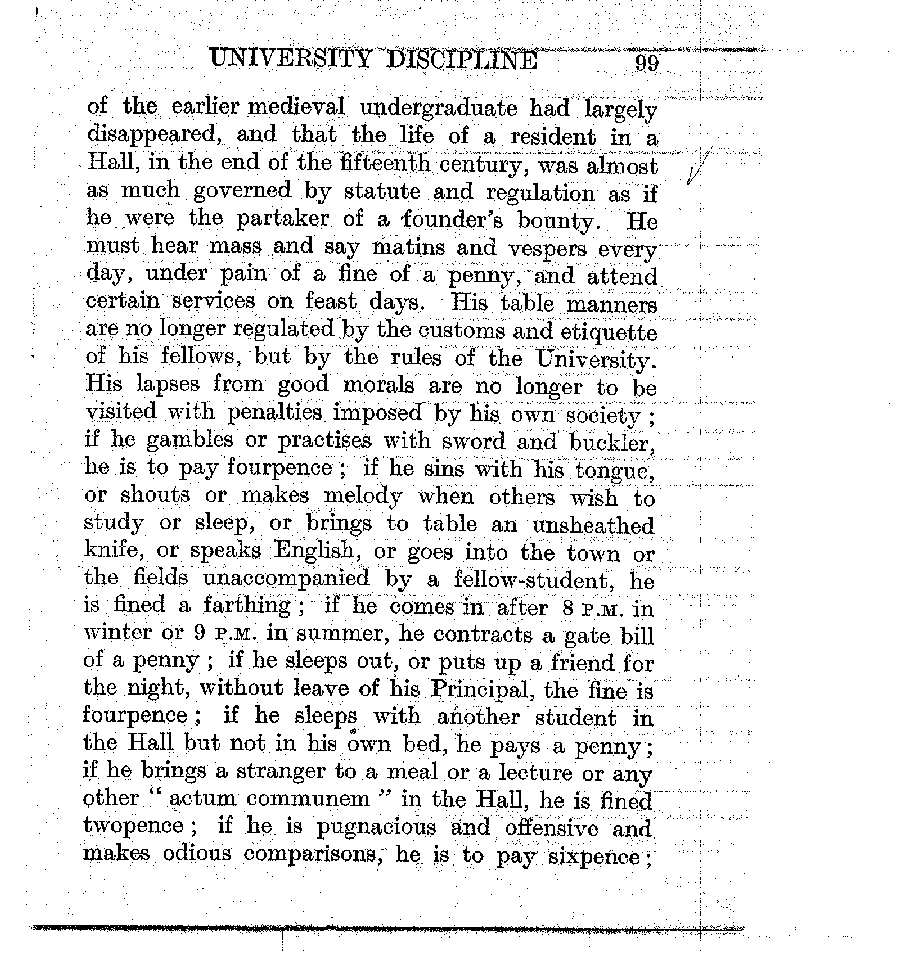 UNIVERSITY DISCIPLINE 99
of the earlier medieval undergraduate had largely
disappeared, and that the life of a resident in a
Hall, in the end of the fifteenth century, was almost
as much governed by statute and regulation as if
he were the partaker of a founder's bounty. He
must hear mass and say matins and vespers every
day, under pain of a fine of a penny, and attend
certain services on feast days. His table manners
are no longer regulated by the customs and etiquette
of his fellows, but by the rules of the University.
His lapses from good morals are no longer to be
visited with penalties imposed by his own society ;
if he gambles or practises with sword and buckler,
he is to pay fourpence ; if he sins with his tongue,
or shouts or makes melody when others wish to
study or sleep, or brings to table an unsheathed
knife, or speaks English, or goes into the town or
the fields unaccompanied by a fellow-student, he
is fined a farthing ; if he comes in after 8 P.M. in
winter or 9 P.M. in summer, he contracts a gate bill
of a penny ; if he sleeps out, or puts up a friend for
the night, without leave of his Principal, the fine is
fourpence ; if he sleeps with another student in
the Hall but not in his own bed, he pays a penny ;
if he brings a stranger to a meal or a lecture or any
other " actum communem " in the Hall, he is fined
twopence ; if he is pugnacious and offensive and
makes odious comparisons, he is to pay sixpence ;